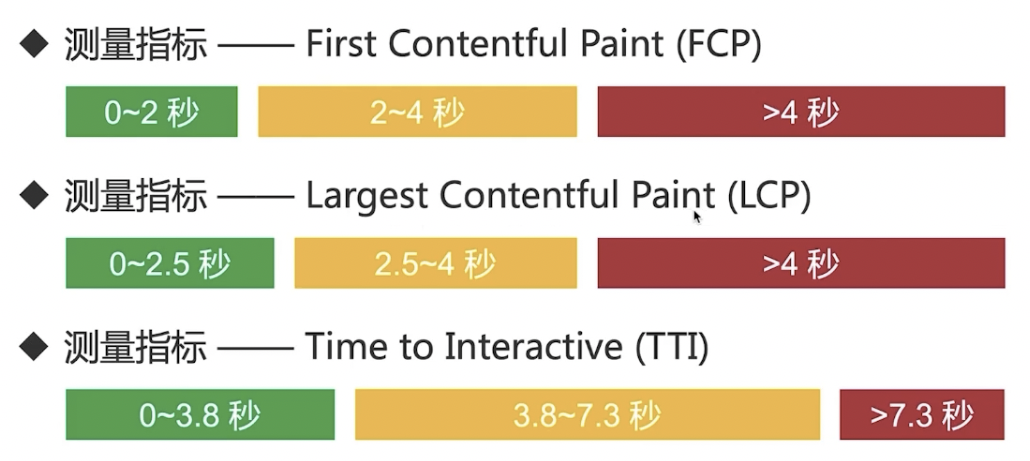 ◆ 测量指标 —— First Contentful Paint (FCP)
0~2 秒 2~4 秒 >4 秒
◆ 测量指标 —— Largest Contentful Paint (LCP)
0~2.5 秒 2.5~4 秒 >4 秒
◆ 测量指标 —— Time to Interactive (TTI)
0~3.8 秒 3.8~7.3 秒 >7.3 秒